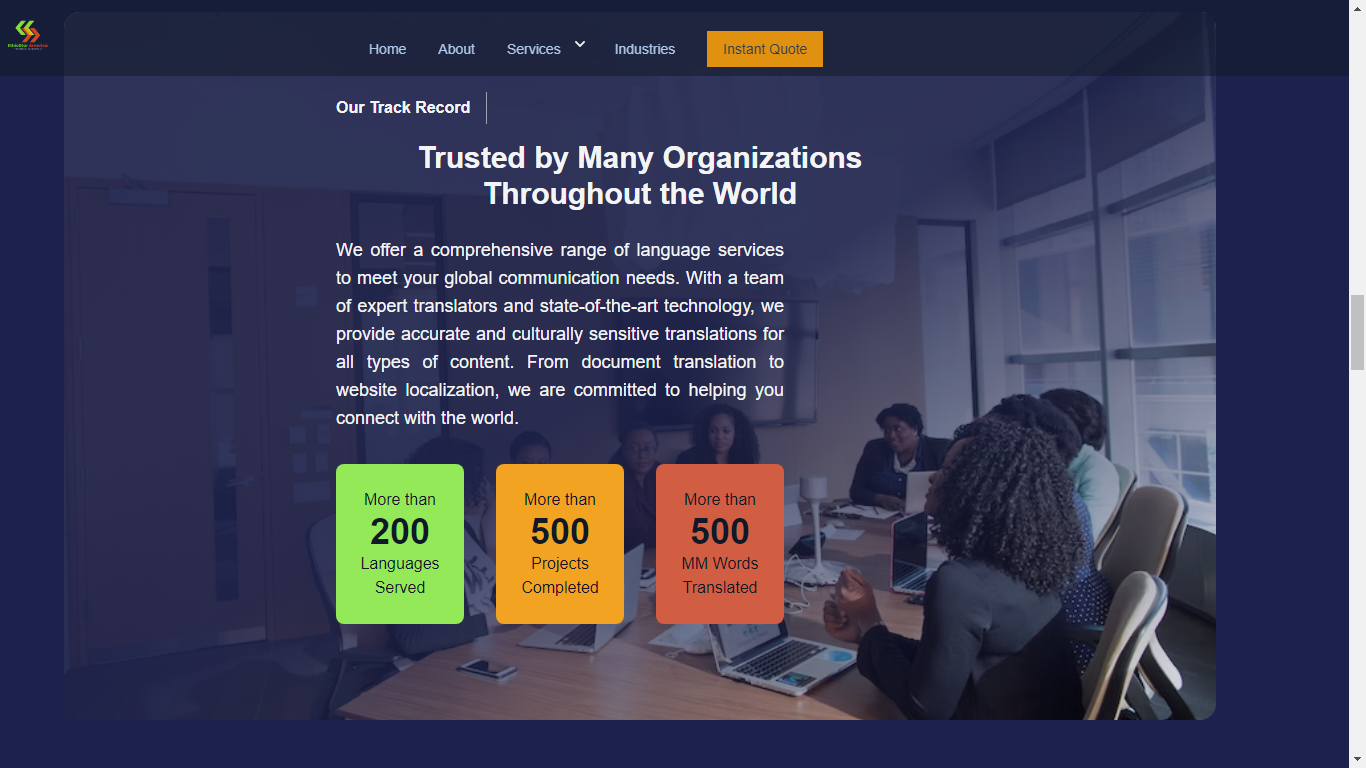 Home
About
Services
Industries
Instant Quote
Our Track Record
Trusted by Many Organizations
Throughout the World
We offer a comprehensive range of language services
to meet your global communication needs. With a team
of expert translators and state-of-the-art technology, we
provide accurate and culturally sensitive translations for
all types of content. From document translation to
website localization, we are committed to helping you
connect with the world.
More than
200
Languages
Served
More than
500
Projects
Completed
More than
500
MM Words
Translated